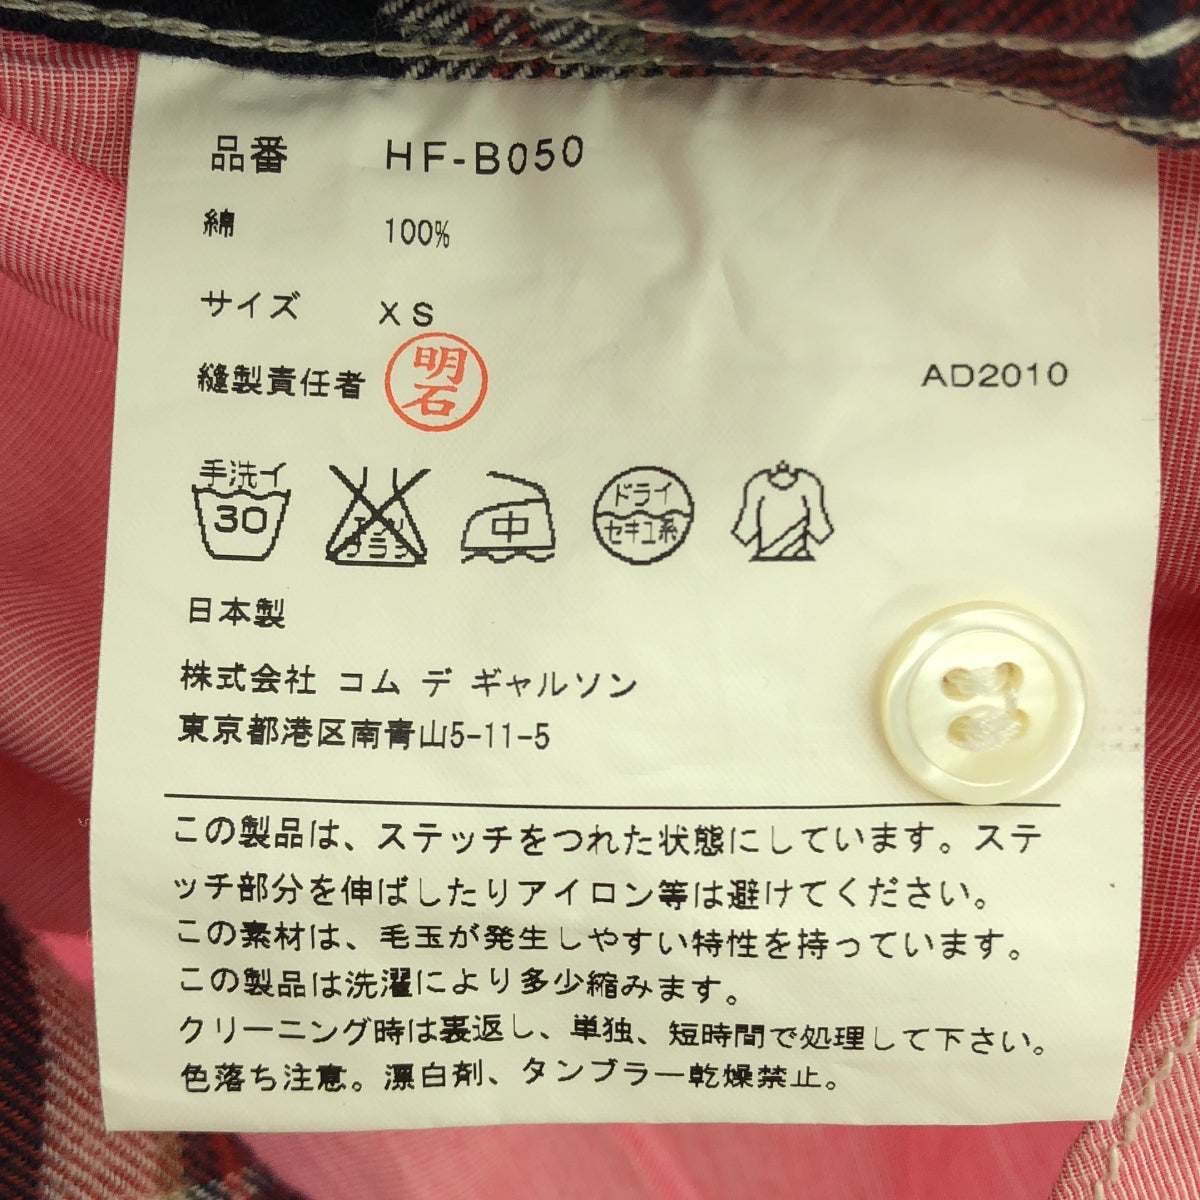 品番 HF-B050
綿 100%
サイズ XS
縫製責任者 明石
AD2010
手洗イ
30
エンソ
サラシ
中
ドライ
セキユ系
日本製
株式会社 コム デ ギャルソン
東京都港区南青山5-11-5
この製品は、ステッチをつれた状態にしています。ステ
ッチ部分を伸ばしたりアイロン等は避けてください。
この素材は、毛玉が発生しやすい特性を持っています。
この製品は洗濯により多少縮みます。
クリーニング時は裏返し、単独、短時間で処理して下さい。
色落ち注意。漂白剤、タンブラー乾燥禁止。